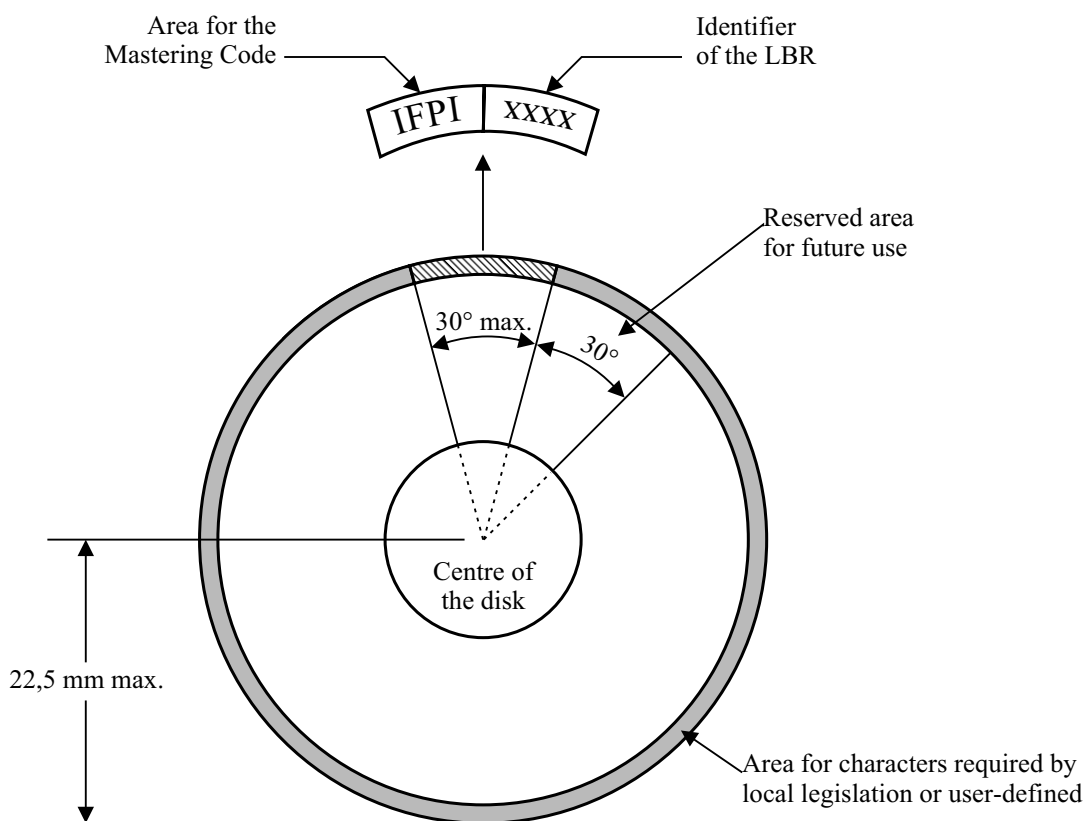 Area for the
Mastering Code
Identifier
of the LBR
IFPI
xxxx
Reserved area
for future use
30° max.
30°
Centre of
the disk
22,5 mm max.
Area for characters required by
local legislation or user-defined